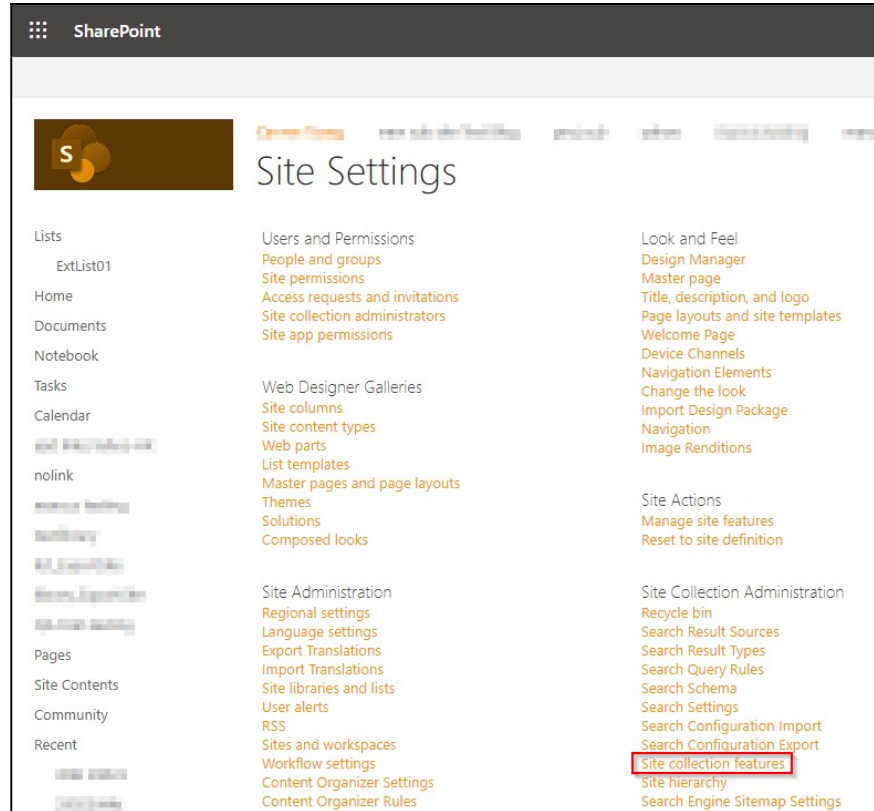 SharePoint
S
Site Settings
Lists
ExtList01
Home
Documents
Notebook
Tasks
Calendar
nolink
Pages
Site Contents
Community
Recent
Users and Permissions
People and groups
Site permissions
Access requests and invitations
Site collection administrators
Site app permissions
Web Designer Galleries
Site columns
Site content types
Web parts
List templates
Master pages and page layouts
Themes
Solutions
Composed looks
Site Administration
Regional settings
Language settings
Export Translations
Import Translations
Site libraries and lists
User alerts
RSS
Sites and workspaces
Workflow settings
Content Organizer Settings
Content Organizer Rules
Look and Feel
Design Manager
Master page
Title, description, and logo
Page layouts and site templates
Welcome Page
Device Channels
Navigation Elements
Change the look
Import Design Package
Navigation
Image Renditions
Site Actions
Manage site features
Reset to site definition
Site Collection Administration
Recycle bin
Search Result Sources
Search Result Types
Search Query Rules
Search Schema
Search Settings
Search Configuration Import
Search Configuration Export
Site collection features
Site hierarchy
Search Engine Sitemap Settings